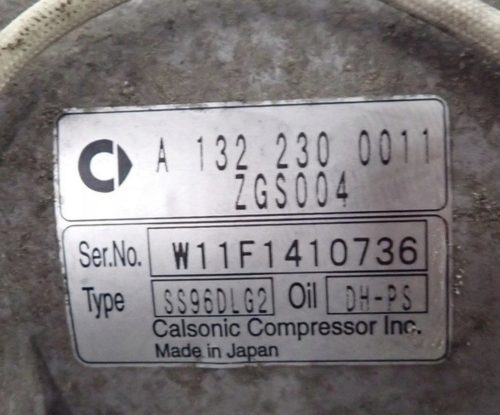 A 132 230 0011
ZGS004
Ser.No. W11F1410736
Type SS96DLG2 Oil DH-PS
Calsonic Compressor Inc.
Made in Japan